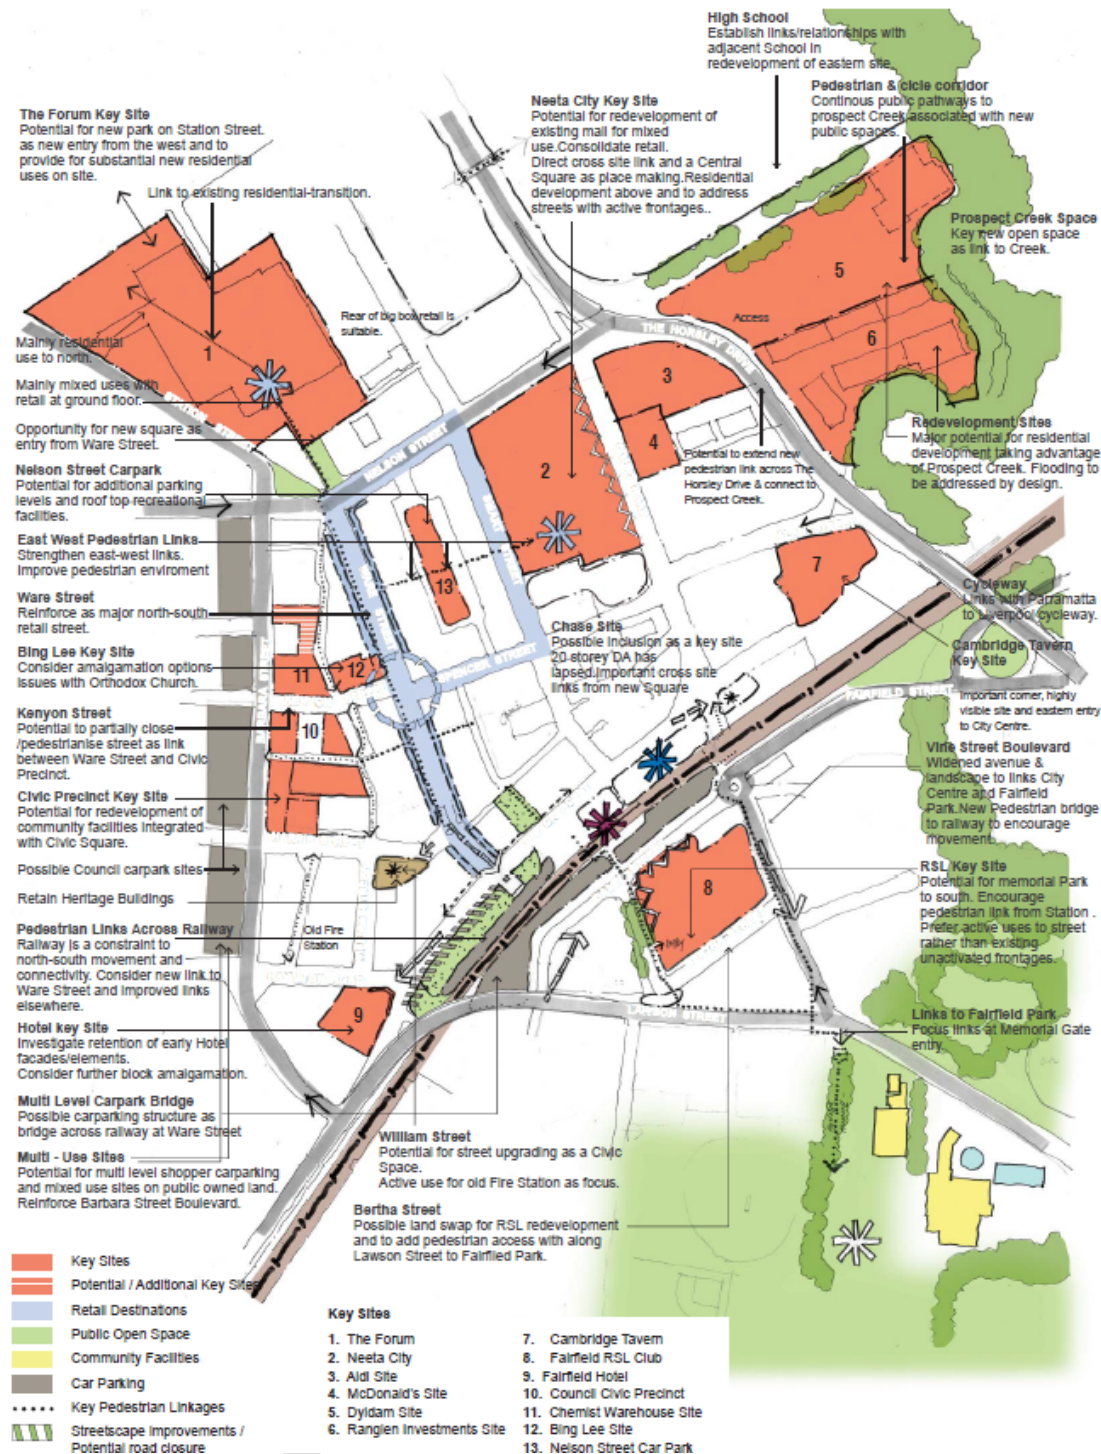 High School
Establish links/relationships with
adjacent School in
redevelopment of eastern site.
Pedestrian & cicle corridor
Continous public pathways to
prospect Creek associated with new
public spaces.
Neeta City Key Site
Potential for redevelopment of
existing mall for mixed
use.Consolidate retail.
Direct cross site link and a Central
Square as place making.Residential
development above and to address
streets with active frontages..
The Forum Key Site
Potential for new park on Station Street.
as new entry from the west and to
provide for substantial new residential
uses on site.
Link to existing residential-transition.
Prospect Creek Space
Key new open space
as link to Creek.
5
Access
6
Rear of big box retail is
suitable.
THE HORSLEY DRIVE
1
Mainly residential
use to north.
Mainly mixed uses with
retail at ground floor.
STATION STREET
3
4
2
Opportunity for new square as
entry from Ware Street.
NELSON STREET
Redevelopment Sites
Major potential for residential
development taking advantage
of Prospect Creek. Flooding to
be addressed by design.
Potential to extend new
pedestrian link across The
Horsley Drive & connect to
Prospect Creek.
Nelson Street Carpark
Potential for additional parking
levels and roof top recreational
facilities.
East West Pedestrian Links
Strengthen east-west links.
Improve pedestrian enviroment
13
7
Cycleway
Links with Parramatta
to Liverpool cycleway.
Ware Street
Reinforce as major north-south
retail street.
WARE STREET
Chase Site
Possible inclusion as a key site
20 storey DA has
lapsed.Important cross site
links from new Square
SPENCER STREET
Cambridge Tavern
Key Site
Important corner, highly
visible site and eastern entry
to City Centre.
FAIRFIELD STREET
Bing Lee Key Site
Consider amalgamation options
Issues with Orthodox Church.
11
12
10
Kenyon Street
Potential to partially close
/pedestrianise street as link
between Ware Street and Civic
Precinct.
Vine Street Boulevard
Widened avenue &
landscape to links City
Centre and Fairfield
Park.New Pedestrian bridge
to railway to encourage
movement.
Civic Precinct Key Site
Potential for redevelopment of
community facilities integrated
with Civic Square.
Possible Council carpark sites
Retain Heritage Buildings
8
RSL Key Site
Potential for memorial Park
to south. Encourage
pedestrian link from Station .
Prefer active uses to street
rather than existing
unactivated frontages.
Old Fire
Station
Pedestrian Links Across Railway
Railway is a constraint to
north-south movement and
connectivity. Consider new link to
Ware Street and improved links
elsewhere.
9
LAWSON STREET
Links to Fairfield Park
Focus links at Memorial Gate
entry.
Hotel key Site
Investigate retention of early Hotel
facades/elements.
Consider further block amalgamation.
Multi Level Carpark Bridge
Possible carparking structure as
bridge across railway at Ware Street
Multi - Use Sites
Potential for multi level shopper carparking
and mixed use sites on public owned land.
Reinforce Barbara Street Boulevard.
William Street
Potential for street upgrading as a Civic
Space.
Active use for old Fire Station as focus.
Bertha Street
Possible land swap for RSL redevelopment
and to add pedestrian access with along
Lawson Street to Fairflied Park.
Key Sites
Potential / Additional Key Sites
Retail Destinations
Public Open Space
Community Facilities
Car Parking
Key Pedestrian Linkages
Streetscape Improvements /
Potential road closure
Key Sites
1. The Forum
2. Neeta City
3. Aldi Site
4. McDonald's Site
5. Dyldam Site
6. Ranglen Investments Site
7. Cambridge Tavern
8. Fairfield RSL Club
9. Fairfield Hotel
10. Council Civic Precinct
11. Chemist Warehouse Site
12. Bing Lee Site
13. Nelson Street Car Park